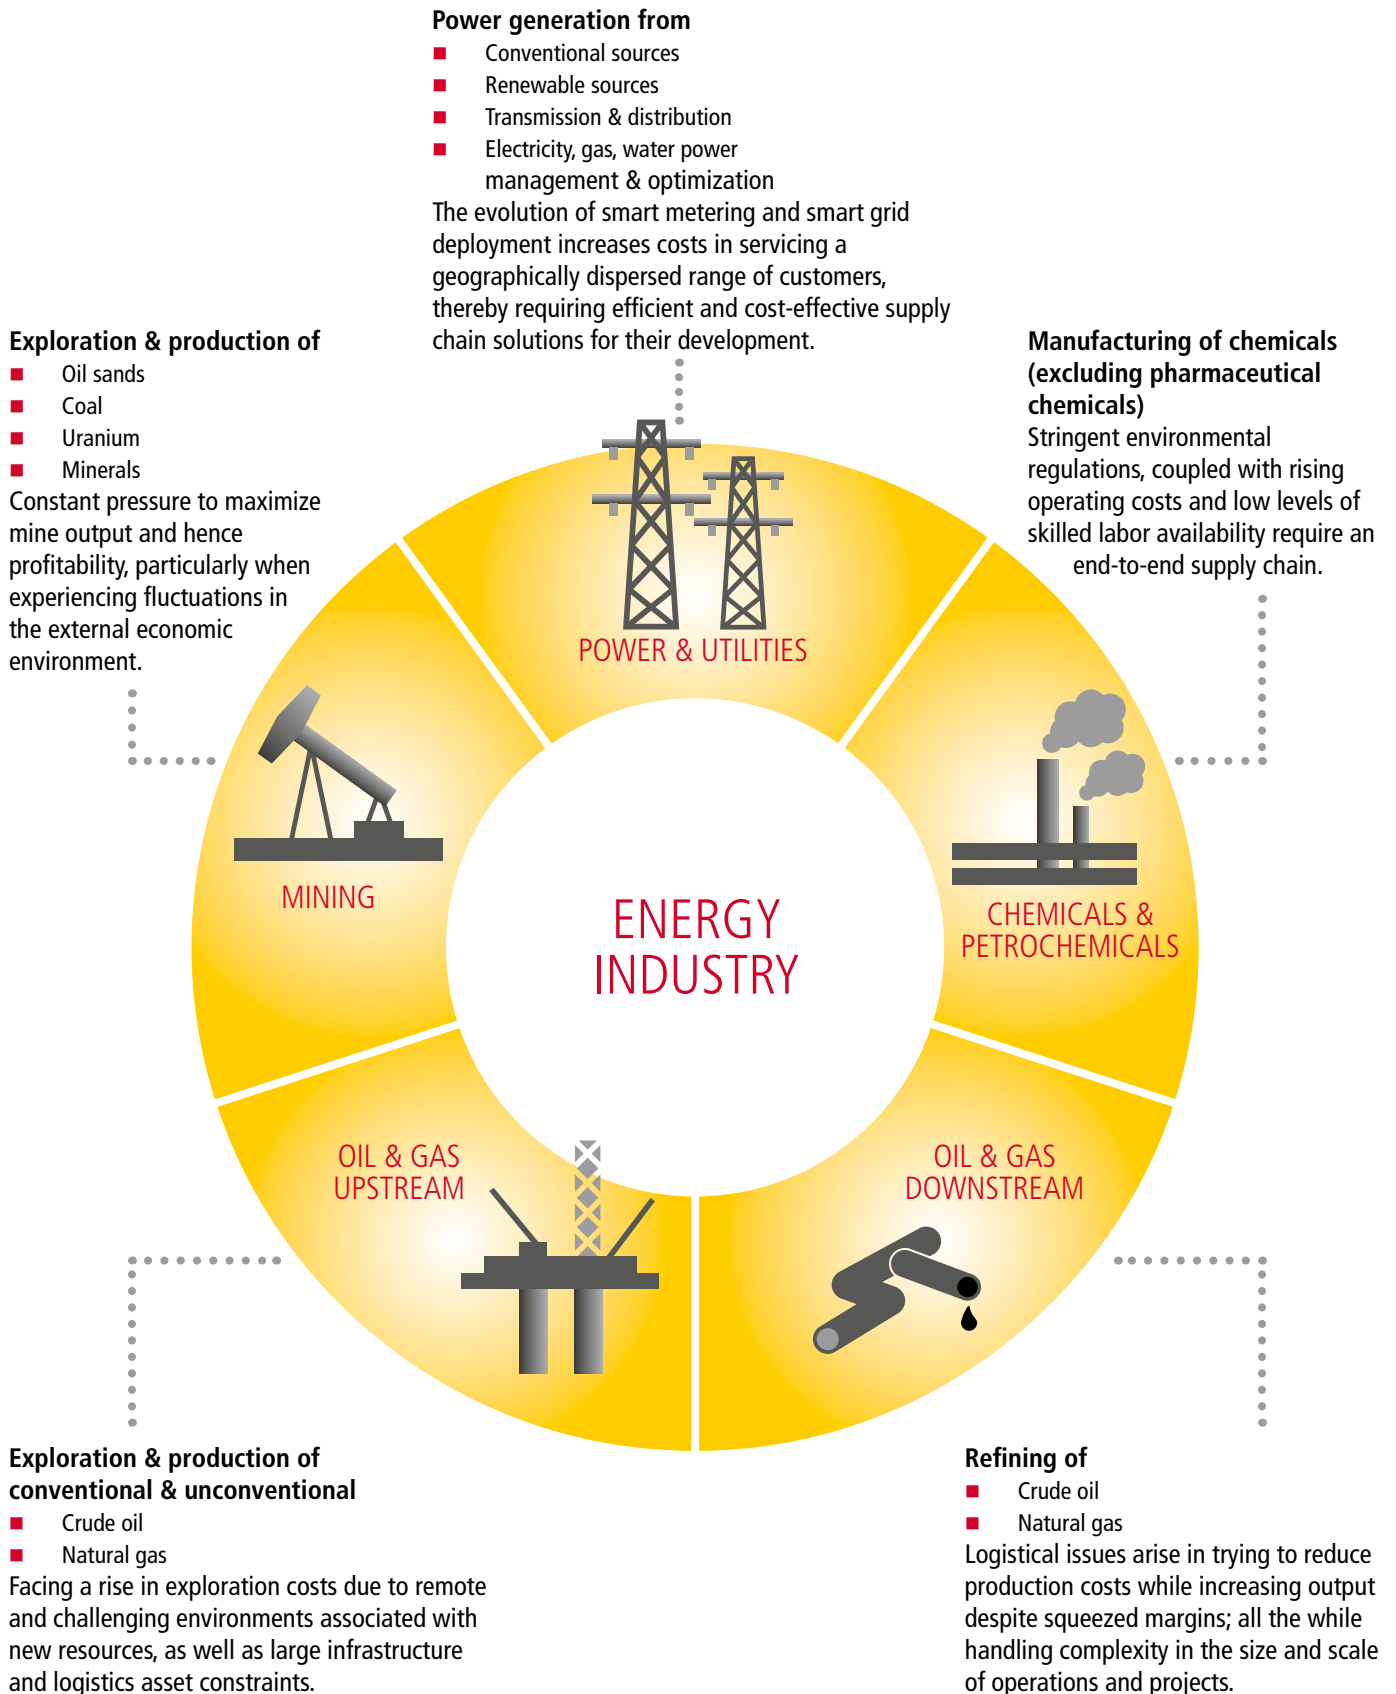 Power generation from
■ Conventional sources
■ Renewable sources
■ Transmission & distribution
■ Electricity, gas, water power
management & optimization
The evolution of smart metering and smart grid
deployment increases costs in servicing a
geographically dispersed range of customers,
thereby requiring efficient and cost-effective supply
chain solutions for their development.
Exploration & production of
■ Oil sands
■ Coal
■ Uranium
■ Minerals
Constant pressure to maximize
mine output and hence
profitability, particularly when
experiencing fluctuations in
the external economic
environment.
Manufacturing of chemicals
(excluding pharmaceutical
chemicals)
Stringent environmental
regulations, coupled with rising
operating costs and low levels of
skilled labor availability require an
end-to-end supply chain.
POWER & UTILITIES
MINING
CHEMICALS &
PETROCHEMICALS
ENERGY
INDUSTRY
OIL & GAS
UPSTREAM
OIL & GAS
DOWNSTREAM
Exploration & production of
conventional & unconventional
■ Crude oil
■ Natural gas
Facing a rise in exploration costs due to remote
and challenging environments associated with
new resources, as well as large infrastructure
and logistics asset constraints.
Refining of
■ Crude oil
■ Natural gas
Logistical issues arise in trying to reduce
production costs while increasing output
despite squeezed margins; all the while
handling complexity in the size and scale
of operations and projects.